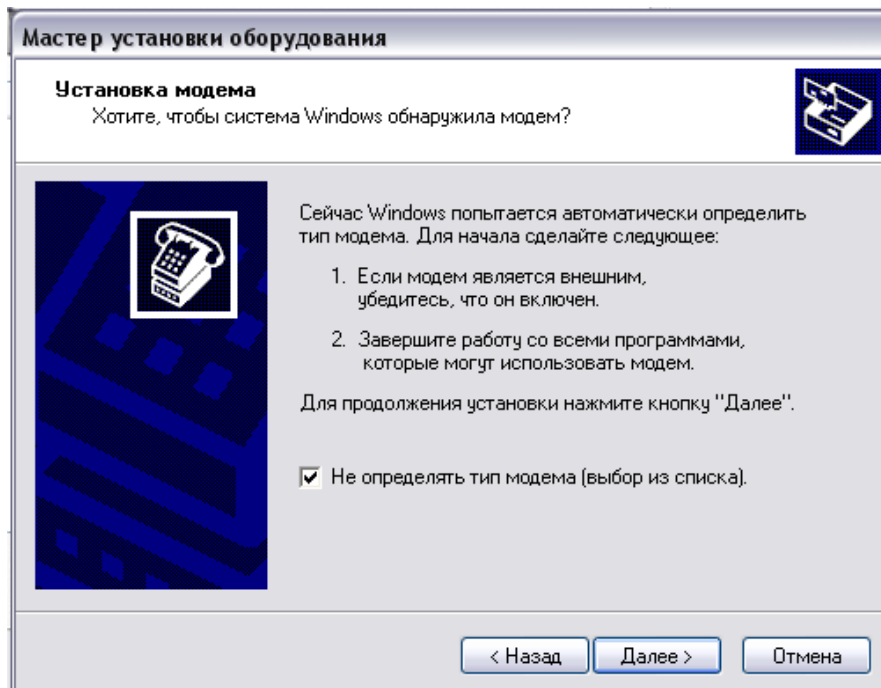 Мастер установки оборудования
Установка модема
Хотите, чтобы система Windows обнаружила модем?
Сейчас Windows попытается автоматически определить
тип модема. Для начала сделайте следующее:
1. Если модем является внешним,
убедитесь, что он включен.
2. Завершите работу со всеми программами,
которые могут использовать модем.
Для продолжения установки нажмите кнопку "Далее".
Не определять тип модема (выбор из списка).
< Назад Далее > Отмена